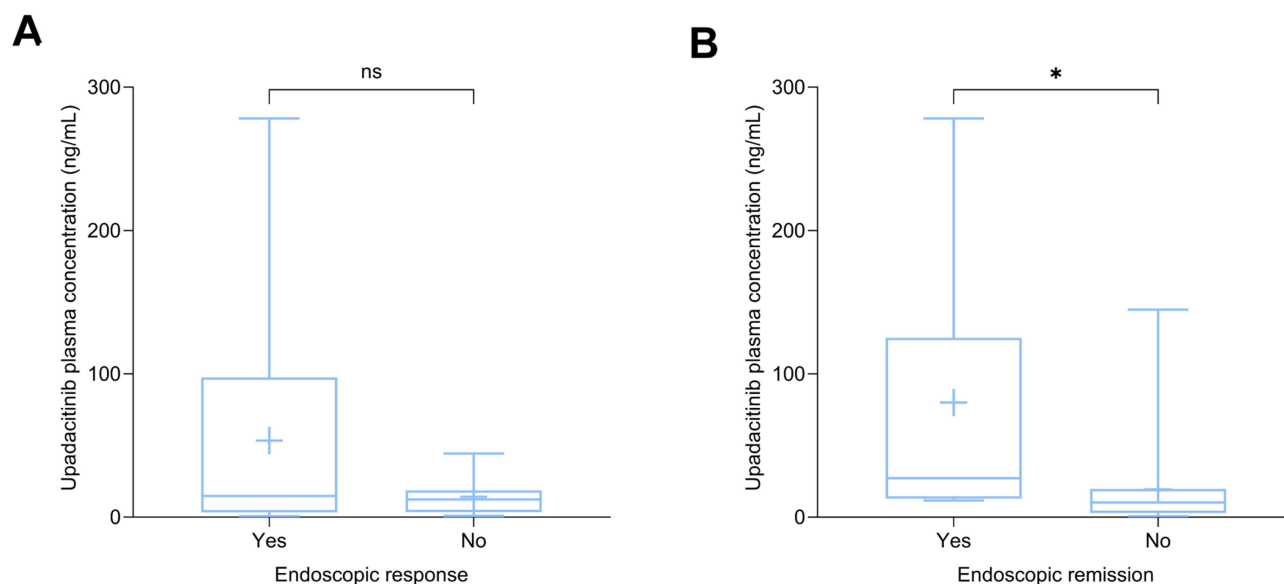 A
ns
300
200
100
0
Upadacitinib plasma concentration (ng/mL)
Yes
No
Endoscopic response
B
*
300
200
100
0
Upadacitinib plasma concentration (ng/mL)
Yes
No
Endoscopic remission